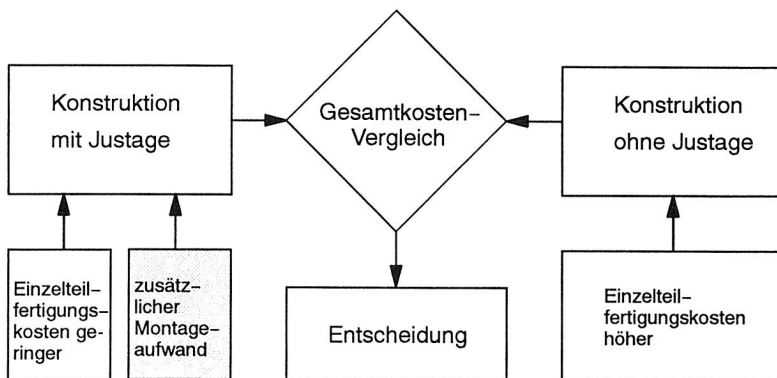 Konstruktion
mit Justage
Gesamtkosten-
Vergleich
Konstruktion
ohne Justage
Einzelteil-
fertigungs-
kosten ge-
ringer
zusätz-
licher
Montage-
aufwand
Entscheidung
Einzelteil-
fertigungskosten
höher